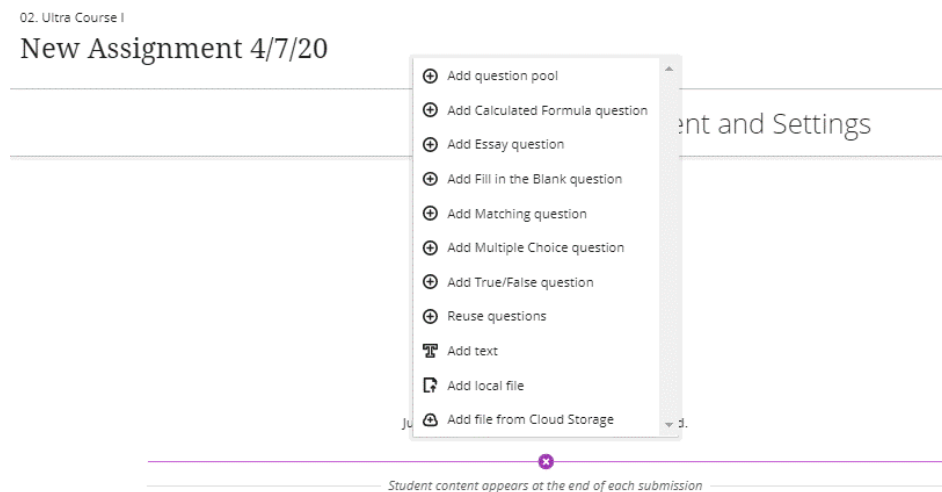 02. Ultra Course I
New Assignment 4/7/20
ent and Settings
Add question pool
Add Calculated Formula question
Add Essay question
Add Fill in the Blank question
Add Matching question
Add Multiple Choice question
Add True/False question
Reuse questions
Add text
Add local file
Add file from Cloud Storage
Ju d.
Student content appears at the end of each submission